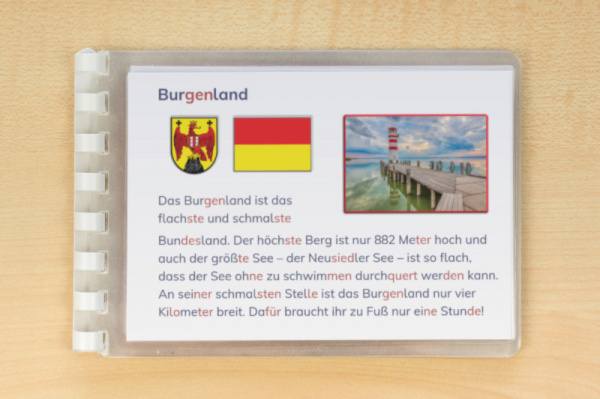 Burgenland
Das Burgenland ist das
flachste und schmalste
Bundesland. Der höchste Berg ist nur 882 Meter hoch und
auch der größte See – der Neusiedler See – ist so flach,
dass der See ohne zu schwimmen durchquert werden kann.
An seiner schmalsten Stelle ist das Burgenland nur vier
Kilometer breit. Dafür braucht ihr zu Fuß nur eine Stunde!